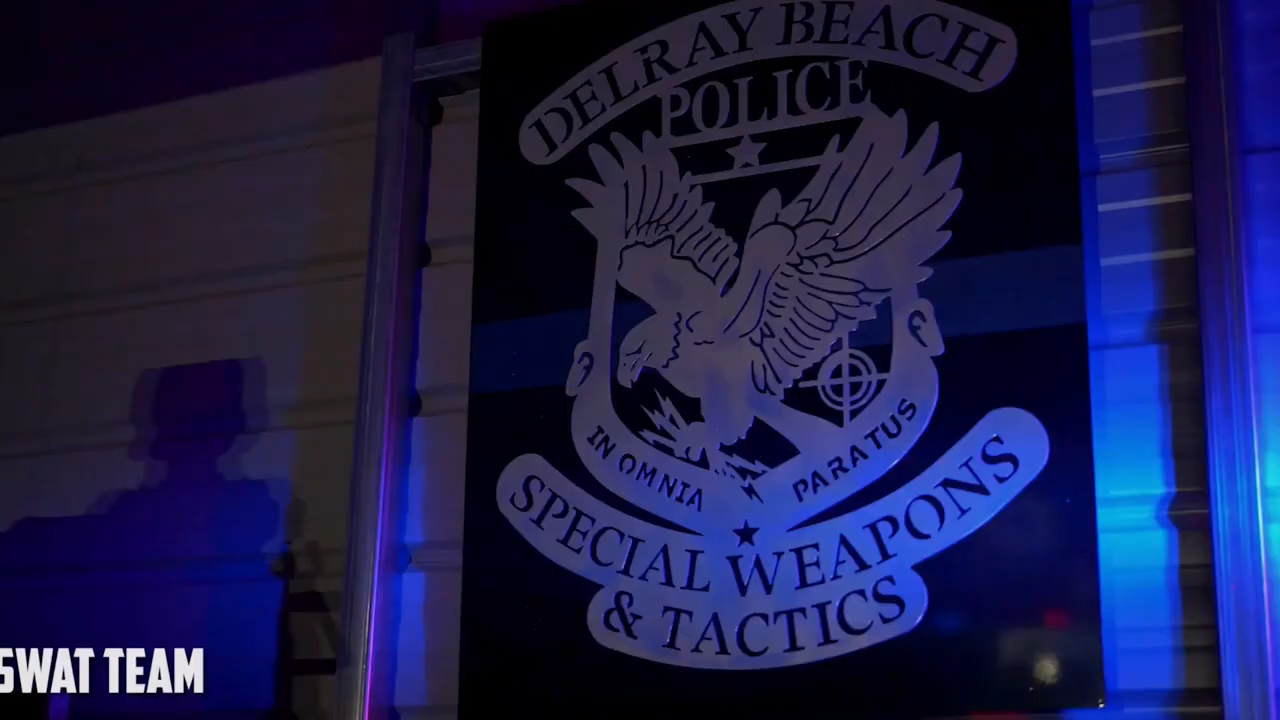 DELRAY BEACH
POLICE
IN OMNIA PARATUS
SPECIAL WEAPONS
& TACTICS
SWAT TEAM